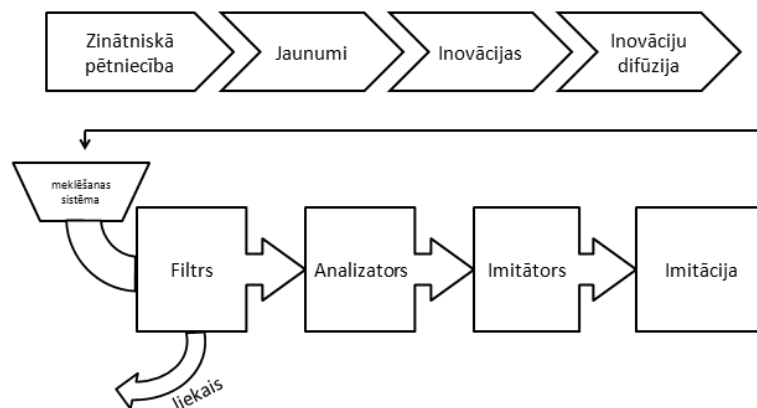 Zinātniskā
pētniecība
Jaunumi
Inovācijas
Inovāciju
difūzija
meklēšanas
sistēma
Filtrs
Analizators
Imitātors
Imitācija
liekais